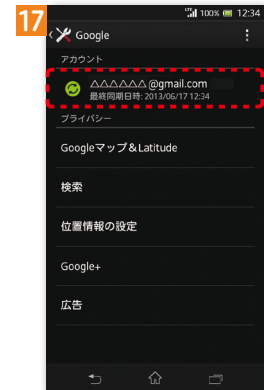 17
LTE 100% 12:34
Google
アカウント
△△△△△△@gmail.com
最終同期日時: 2013/06/17 12:34
プライバシー
Googleマップ＆Latitude
検索
位置情報の設定
Google+
広告